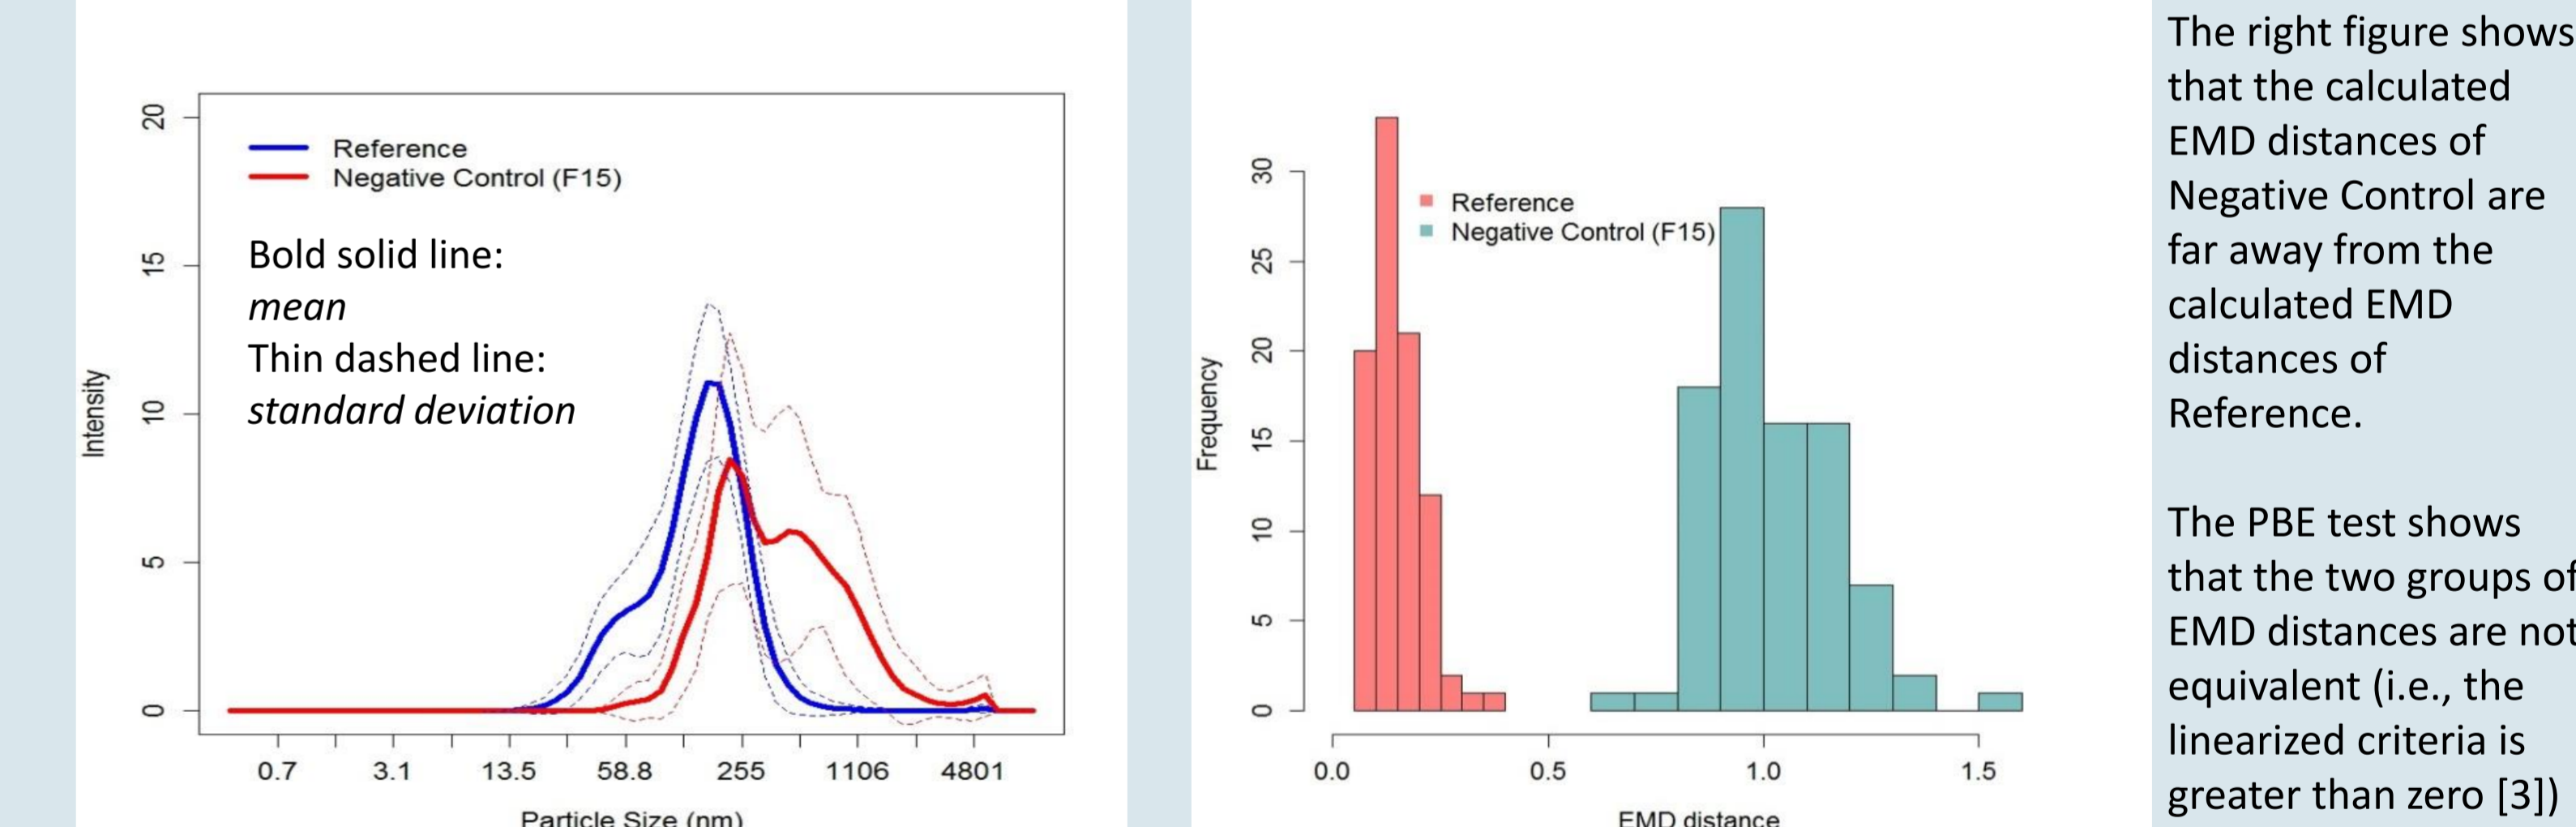 20
15
10
5
0
Intensity
Reference
Negative Control (F15)
Bold solid line:
mean
Thin dashed line:
standard deviation
0.7 3.1 13.5 58.8 255 1106 4801
Particle Size (nm)
30
25
20
15
10
5
0
Frequency
Reference
Negative Control (F15)
0.0 0.5 1.0 1.5
EMD distance
The right figure shows
that the calculated
EMD distances of
Negative Control are
far away from the
calculated EMD
distances of
Reference.
The PBE test shows
that the two groups of
EMD distances are not
equivalent (i.e., the
linearized criteria is
greater than zero [3])